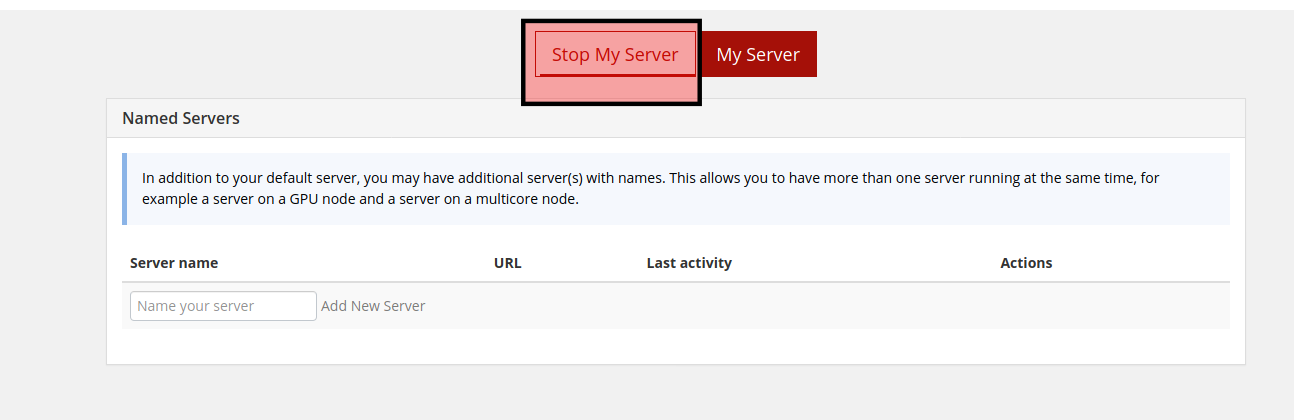 Stop My Server My Server
Named Servers
In addition to your default server, you may have additional server(s) with names. This allows you to have more than one server running at the same time, for
example a server on a GPU node and a server on a multicore node.
Server name URL Last activity Actions
Name your server Add New Server